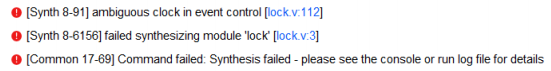 [Synth 8-91] ambiguous clock in event control [lock.v:112]
[Synth 8-6156] failed synthesizing module 'lock' [lock.v:3]
[Common 17-69] Command failed: Synthesis failed - please see the console or run log file for details